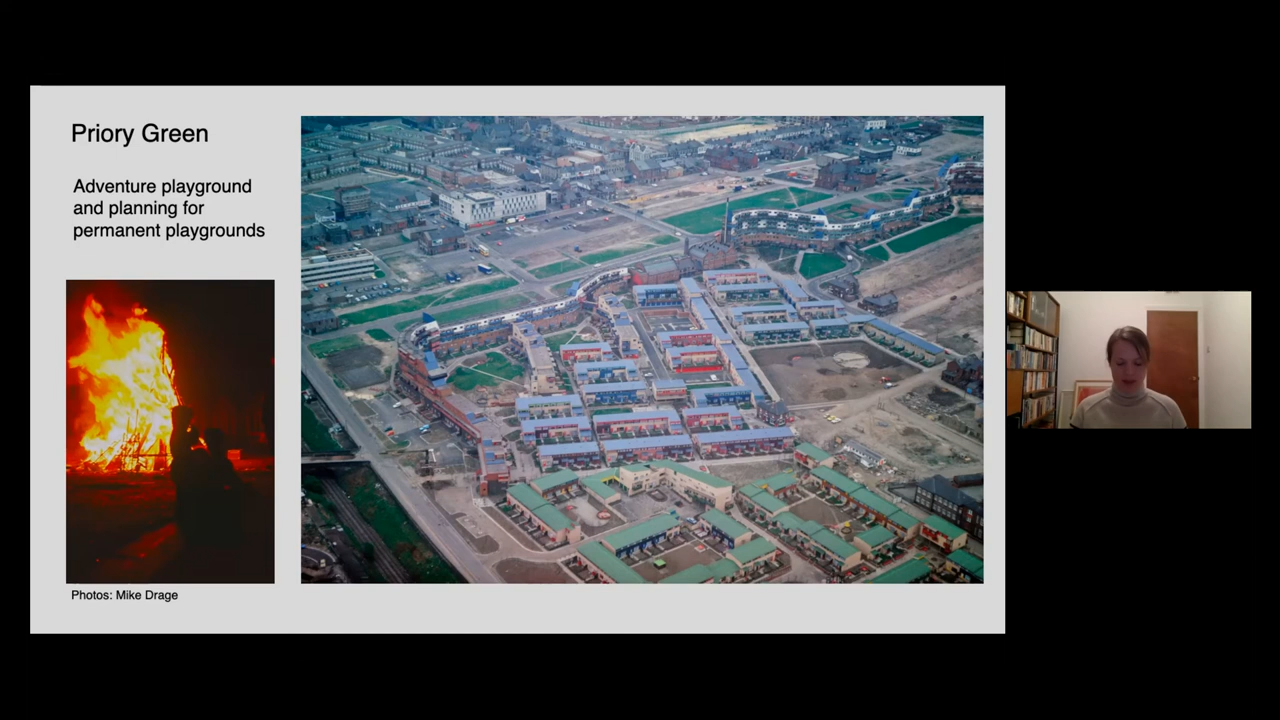 Priory Green
Adventure playground
and planning for
permanent playgrounds
Photos: Mike Drage